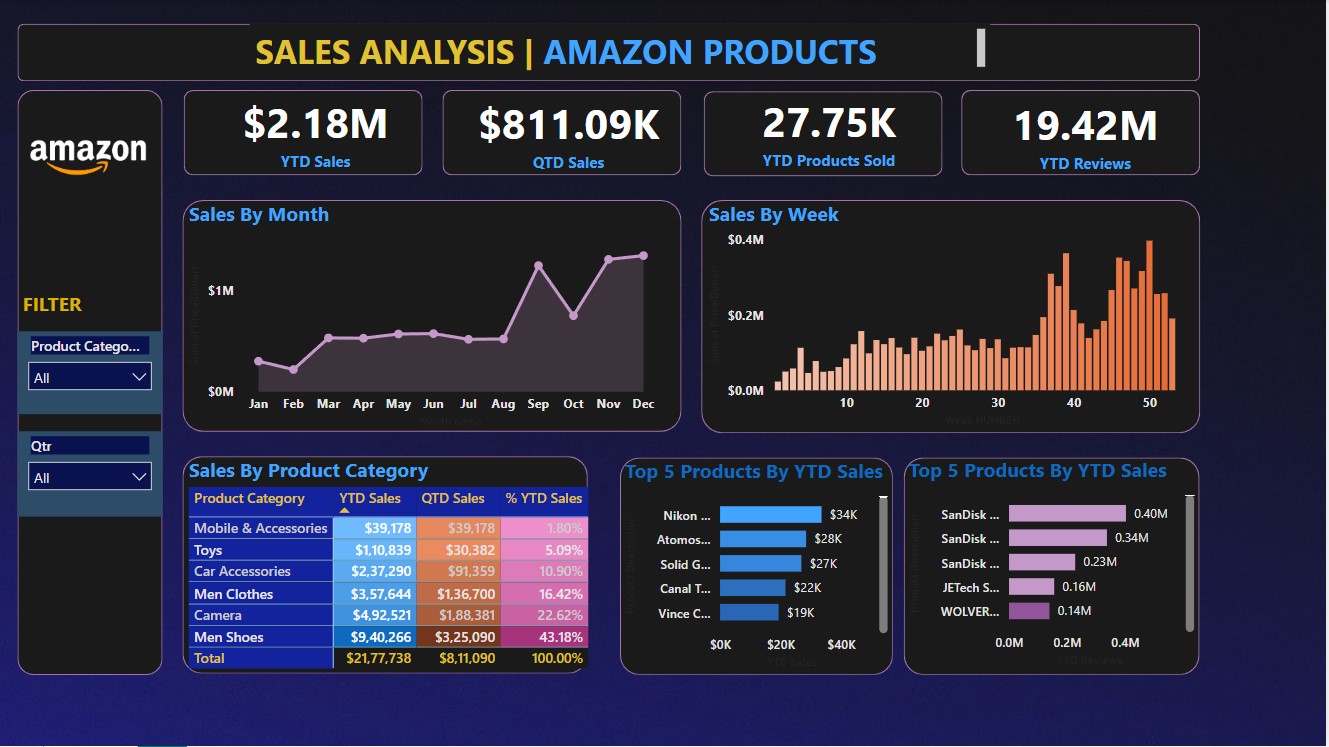 SALES ANALYSIS | AMAZON PRODUCTS
amazon
FILTER
Product Catego...
All
Qtr
All
$2.18M
YTD Sales
$811.09K
QTD Sales
27.75K
YTD Products Sold
19.42M
YTD Reviews
Sales By Month
$1M
$0M
Jan Feb Mar Apr May Jun Jul Aug Sep Oct Nov Dec
Month Name
Sales By Week
$0.4M
$0.2M
$0.0M
10 20 30 40 50
Week NUMBER
Sales By Product Category
Product Category YTD Sales QTD Sales % YTD Sales
Mobile & Accessories $39,178 $39,178 1.80%
Toys $1,10,839 $30,382 5.09%
Car Accessories $2,37,290 $91,359 10.90%
Men Clothes $3,57,644 $1,36,700 16.42%
Camera $4,92,521 $1,88,381 22.62%
Men Shoes $9,40,266 $3,25,090 43.18%
Total $21,77,738 $8,11,090 100.00%
Top 5 Products By YTD Sales
Nikon ... $34K
Atomos... $28K
Solid G... $27K
Canal T... $22K
Vince C... $19K
$0K $20K $40K
YTD Sales
Top 5 Products By YTD Sales
SanDisk ... 0.40M
SanDisk ... 0.34M
SanDisk ... 0.23M
JETech S... 0.16M
WOLVER... 0.14M
0.0M 0.2M 0.4M
YTD Reviews